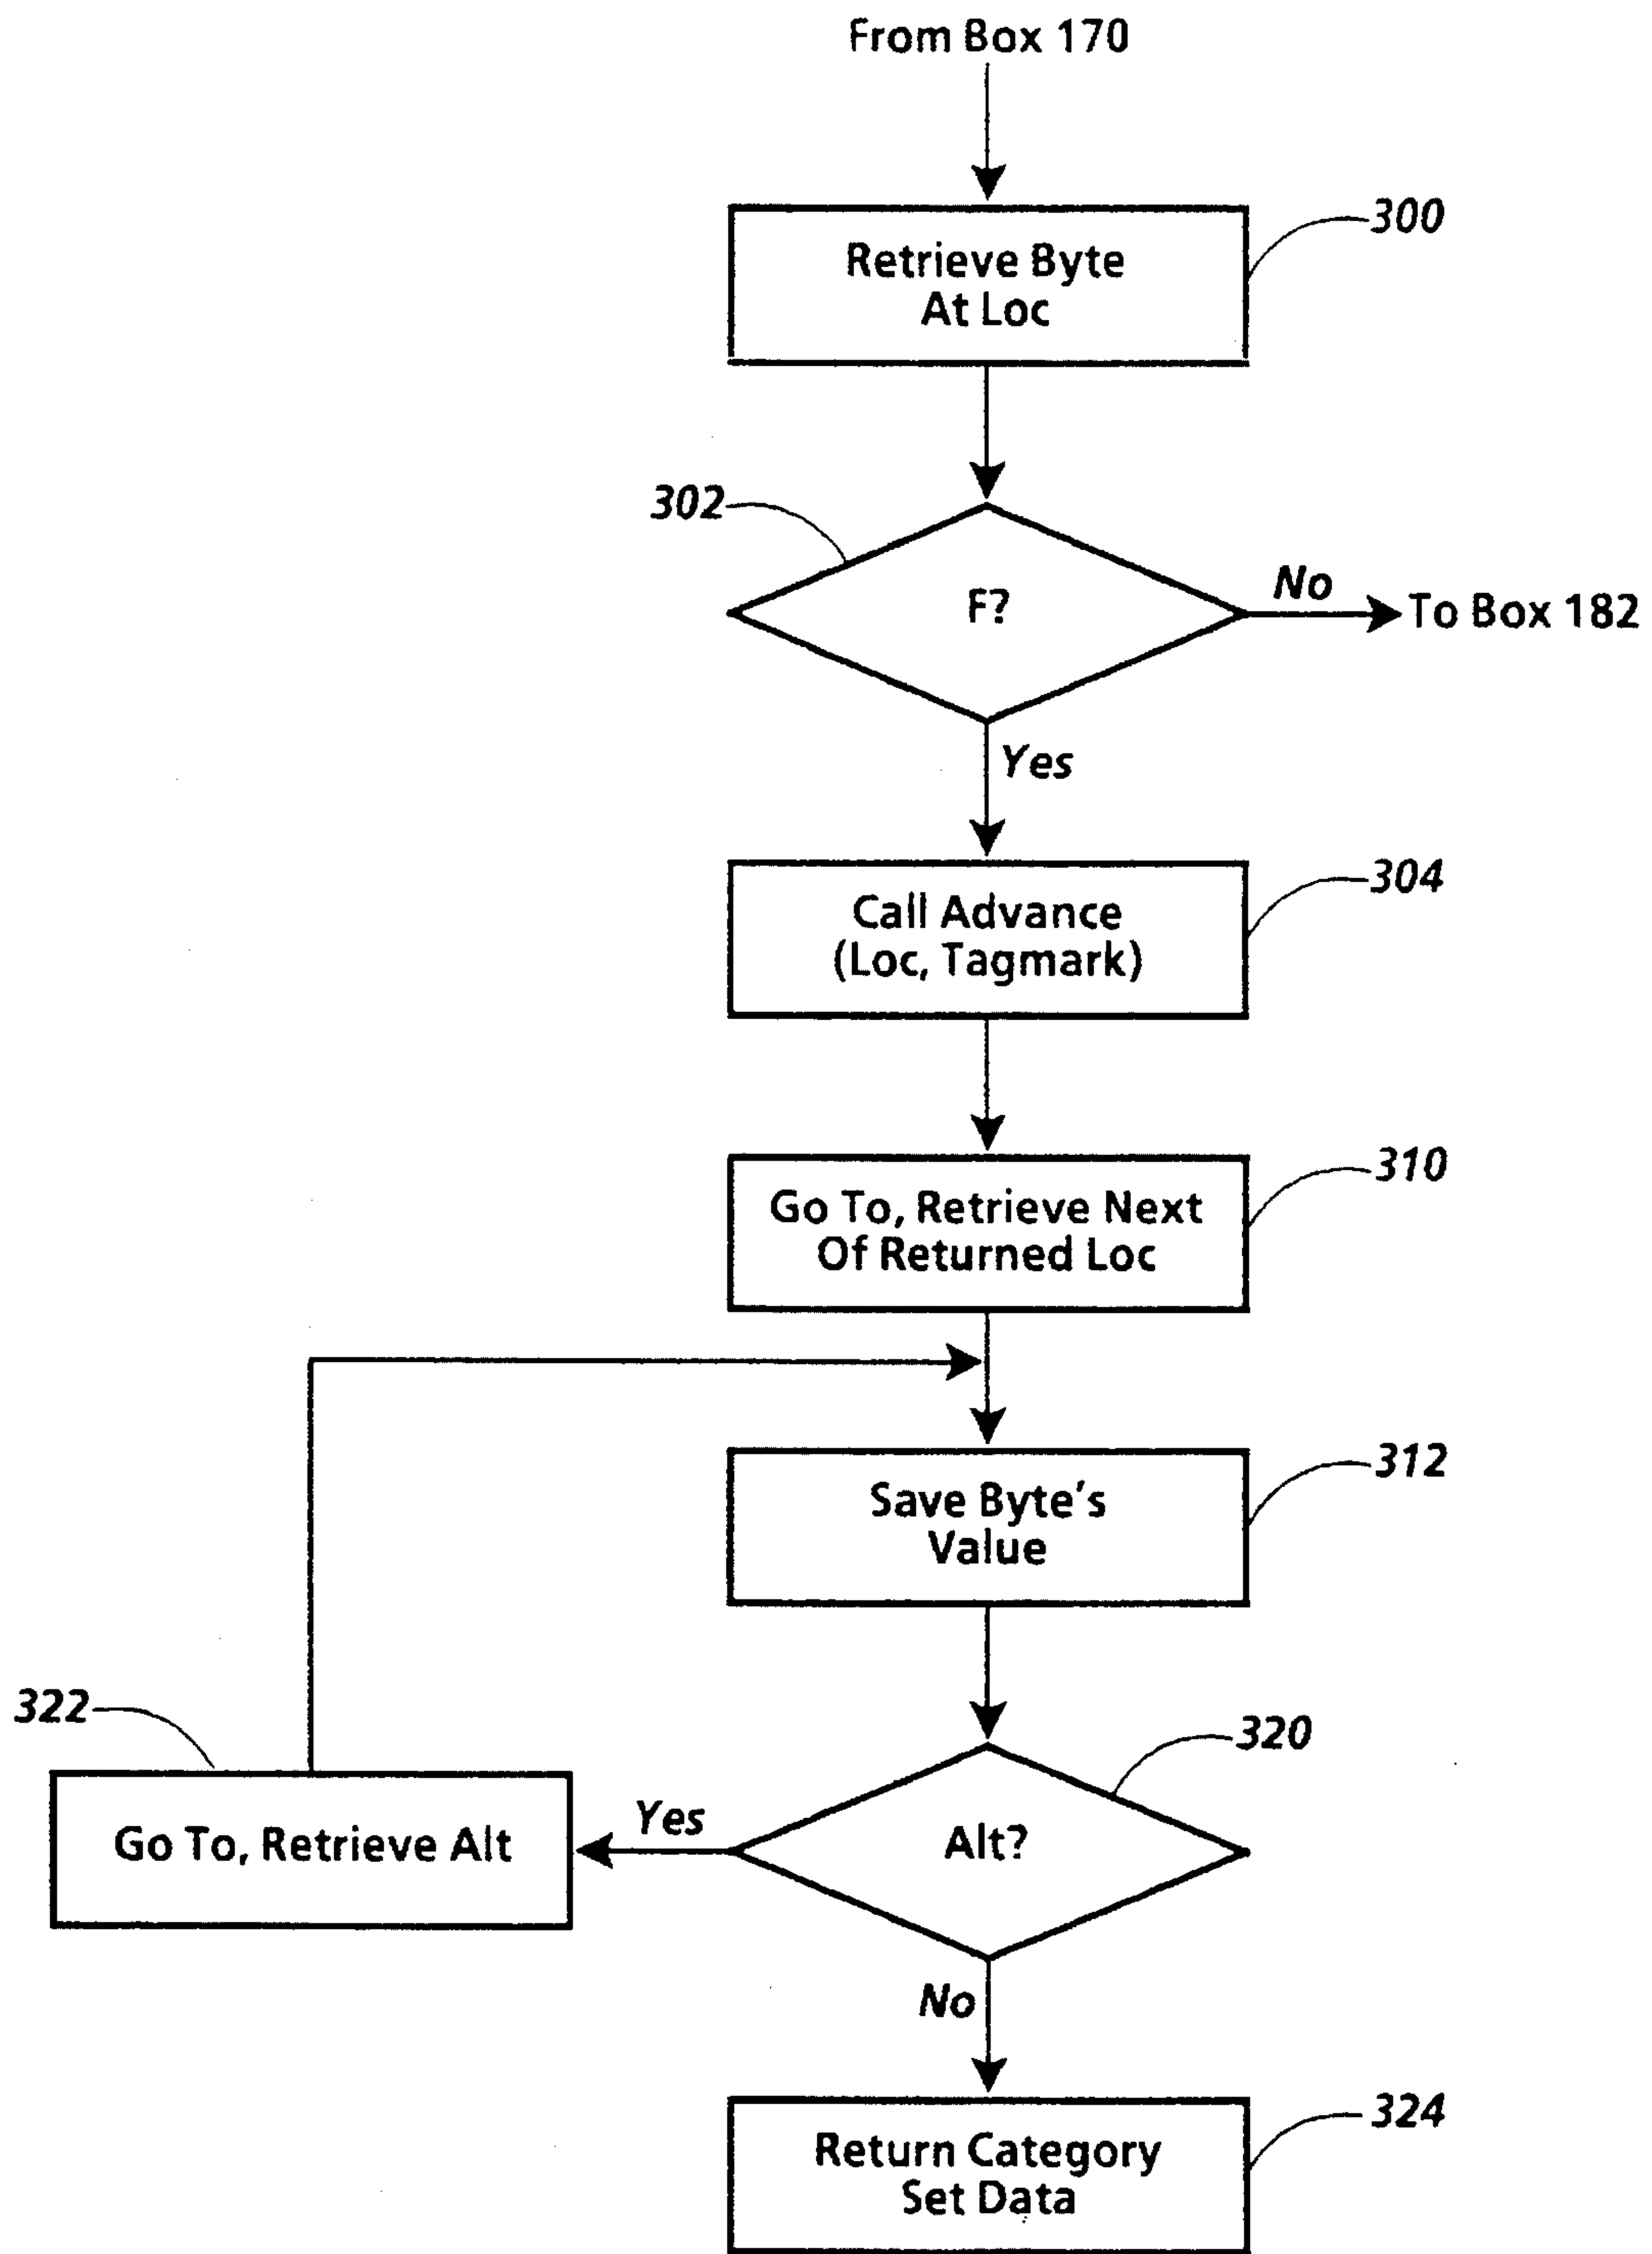 From Box 170
300
Retrieve Byte
At Loc
302
F?
No
To Box 182
Yes
304
Call Advance
(Loc, Tagmark)
310
Go To, Retrieve Next
Of Returned Loc
312
Save Byte's
Value
322
320
Go To, Retrieve Alt
Yes
Alt?
No
324
Return Category
Set Data